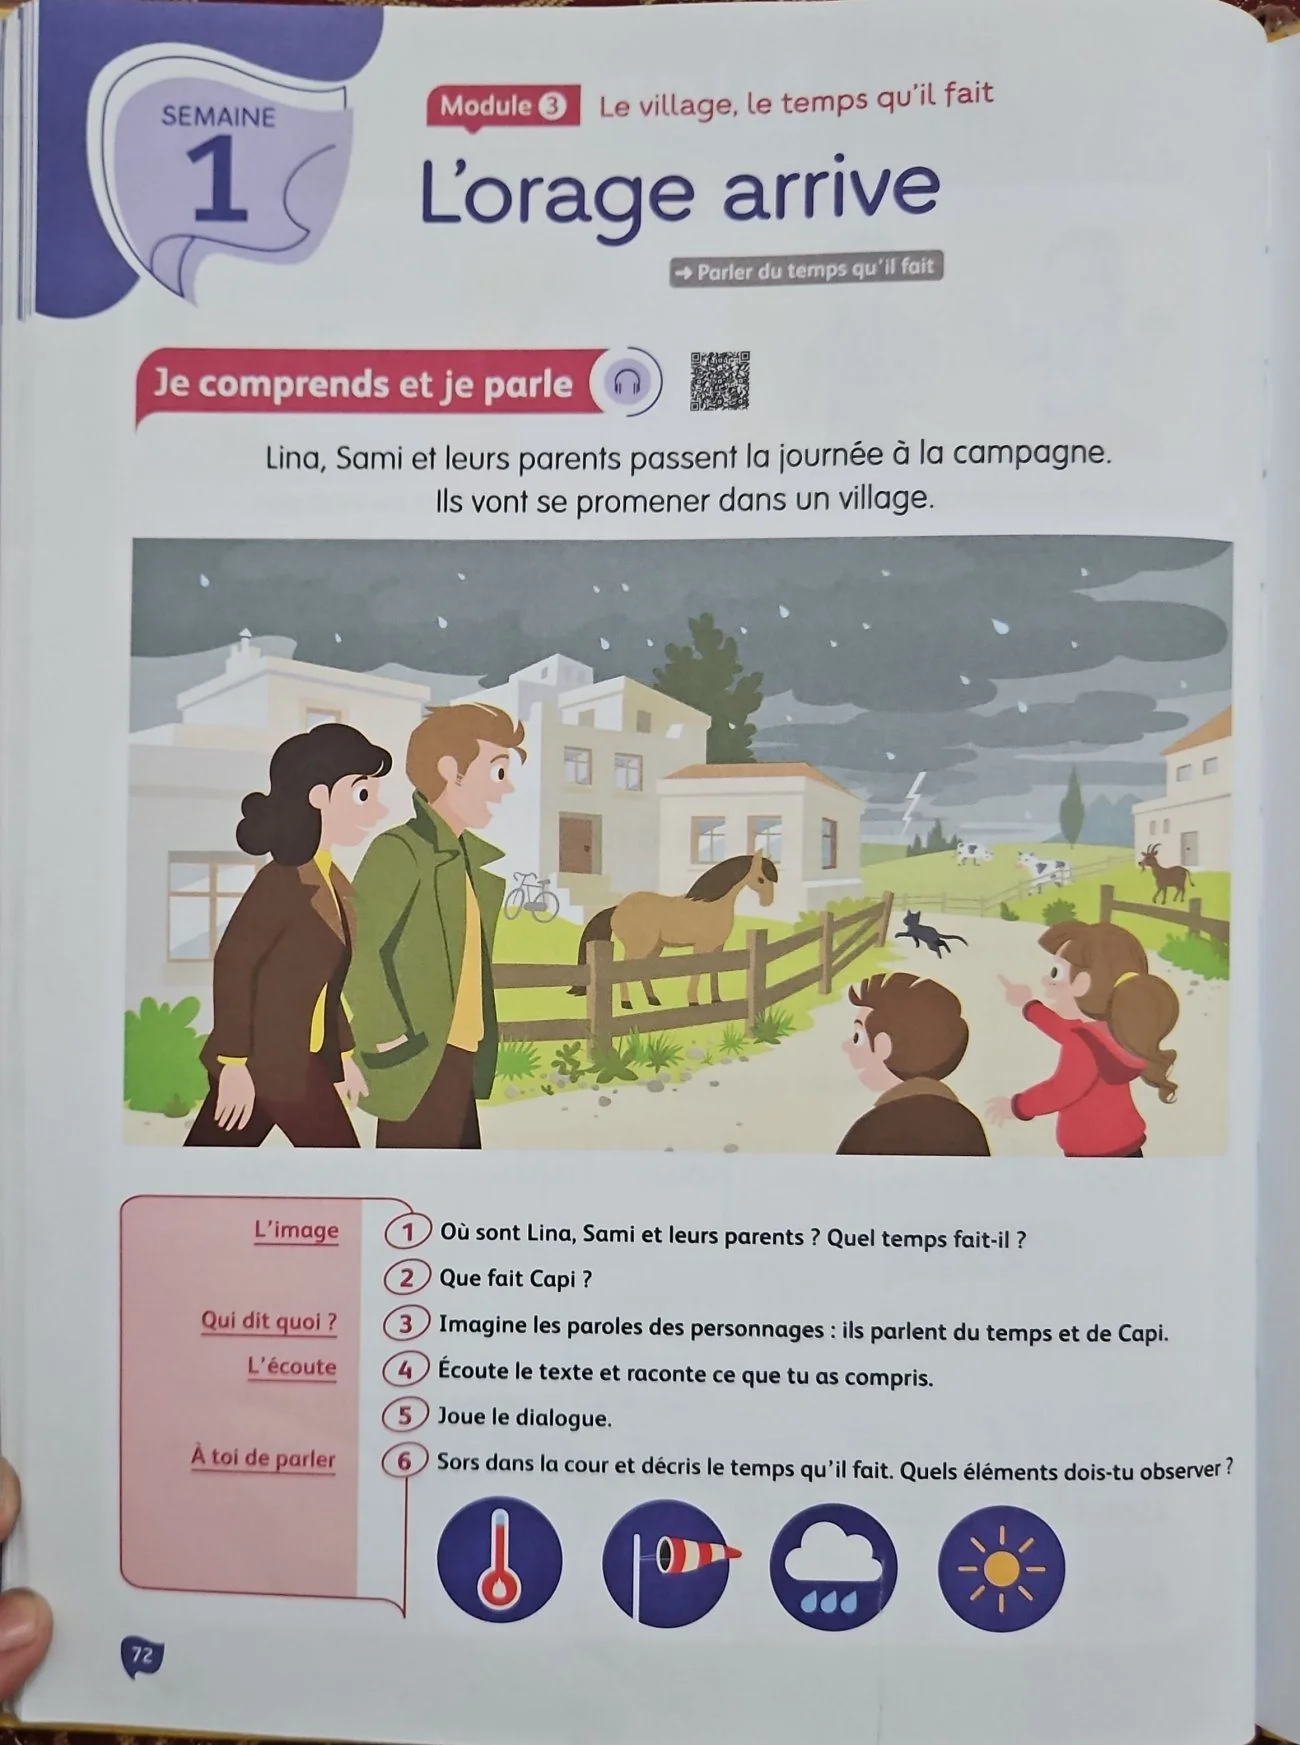 SEMAINE
1
Module 3 Le village, le temps qu'il fait
L'orage arrive
→ Parler du temps qu'il fait
Je comprends et je parle
Lina, Sami et leurs parents passent la journée à la campagne.
Ils vont se promener dans un village.
L'image
1 Où sont Lina, Sami et leurs parents ? Quel temps fait-il ?
2 Que fait Capi ?
Qui dit quoi ?
3 Imagine les paroles des personnages : ils parlent du temps et de Capi.
L'écoute
4 Écoute le texte et raconte ce que tu as compris.
5 Joue le dialogue.
À toi de parler
6 Sors dans la cour et décris le temps qu'il fait. Quels éléments dois-tu observer ?
72